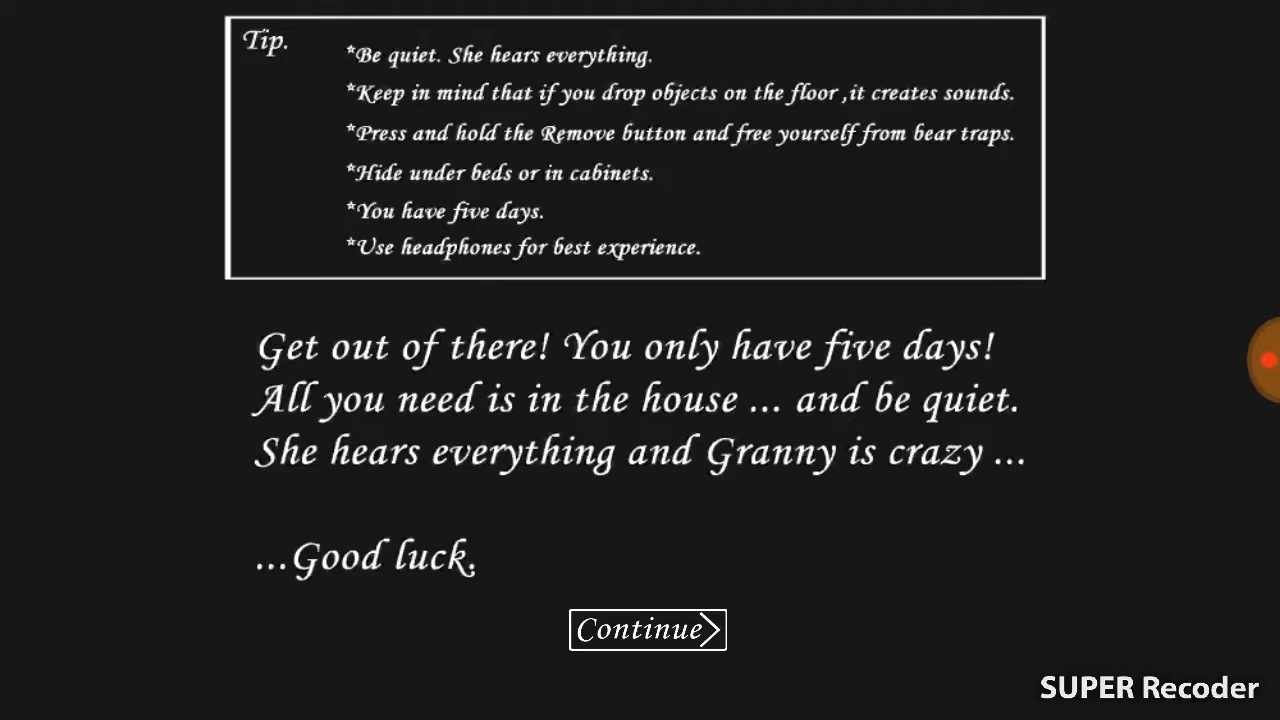 Tip.
*Be quiet. She hears everything.
*Keep in mind that if you drop objects on the floor ,it creates sounds.
*Press and hold the Remove button and free yourself from bear traps.
*Hide under beds or in cabinets.
*You have five days.
*Use headphones for best experience.
Get out of there! You only have five days!
All you need is in the house ... and be quiet.
She hears everything and Granny is crazy ...
...Good luck.
Continue
SUPER Recoder